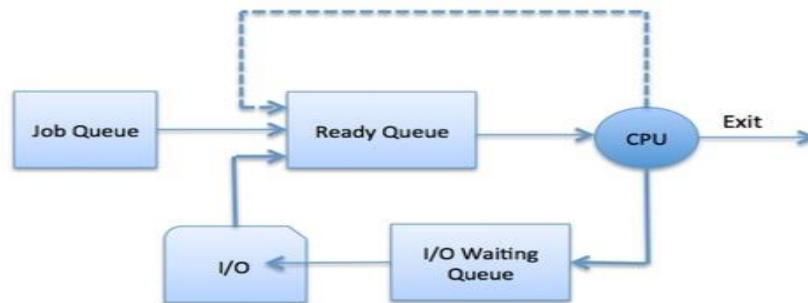 Job Queue
Ready Queue
CPU
Exit
I/O
I/O Waiting
Queue